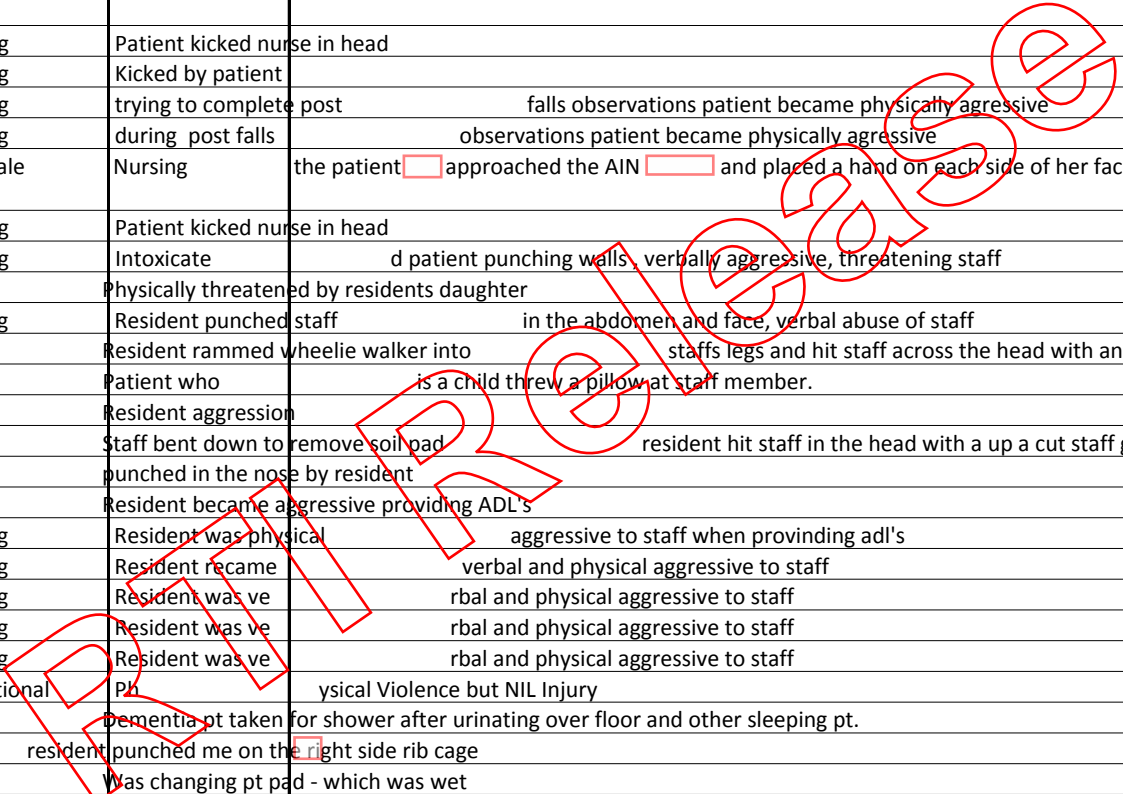 g Patient kicked nurse in head
g Kicked by patient
g trying to complete post falls observations patient became physically agressive
g during post falls observations patient became physically agressive
ale Nursing the patient approached the AIN and placed a hand on each side of her fac
g Patient kicked nurse in head
g Intoxicate d patient punching walls , verbally aggressive, threatening staff
Physically threatened by residents daughter
g Resident punched staff in the abdomen and face, verbal abuse of staff
Resident rammed wheelie walker into staffs legs and hit staff across the head with an
Patient who is a child threw a pillow at staff member.
Resident aggression
Staff bent down to remove soil pad resident hit staff in the head with a up a cut staff g
punched in the nose by resident
Resident became aggressive providing ADL's
g Resident was physical aggressive to staff when provinding adl's
g Resident recame verbal and physical aggressive to staff
g Resident was ve rbal and physical aggressive to staff
g Resident was ve rbal and physical aggressive to staff
g Resident was ve rbal and physical aggressive to staff
tional Ph ysical Violence but NIL Injury
Dementia pt taken for shower after urinating over floor and other sleeping pt.
resident punched me on the right side rib cage
Was changing pt pad - which was wet
RTI Release